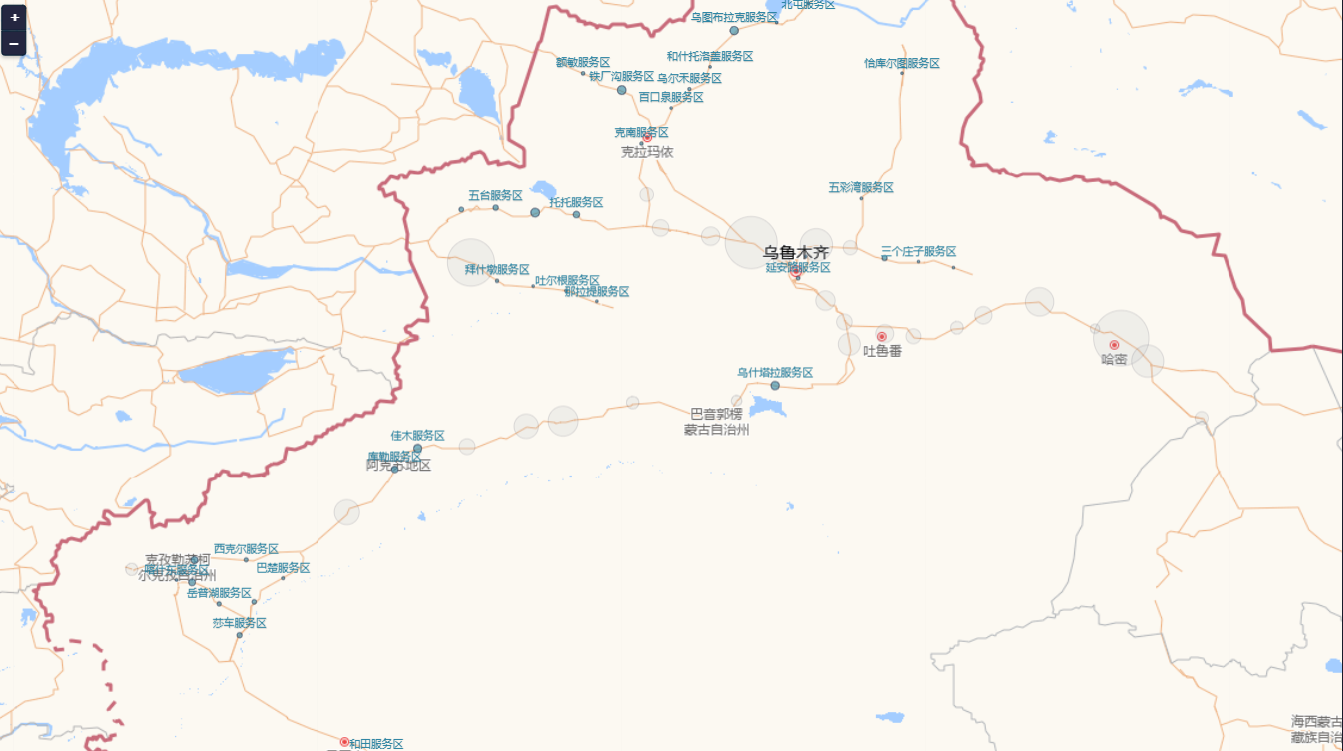 +
−
北屯服务区
乌图布拉克服务区
和什托洛盖服务区
额敏服务区
恰库尔图服务区
铁厂沟服务区
乌尔禾服务区
百口泉服务区
克南服务区
克拉玛依
五彩湾服务区
五台服务区
托托服务区
乌鲁木齐
三个庄子服务区
延安路服务区
拜什墩服务区
吐尔根服务区
那拉提服务区
吐鲁番
哈密
乌什塔拉服务区
巴音郭楞
蒙古自治州
佳木服务区
库勒服务区
阿克苏地区
西克尔服务区
克孜勒苏柯
尔克孜自治州
喀什东服务区
巴楚服务区
岳普湖服务区
莎车服务区
海西蒙古
藏族自治
和田服务区